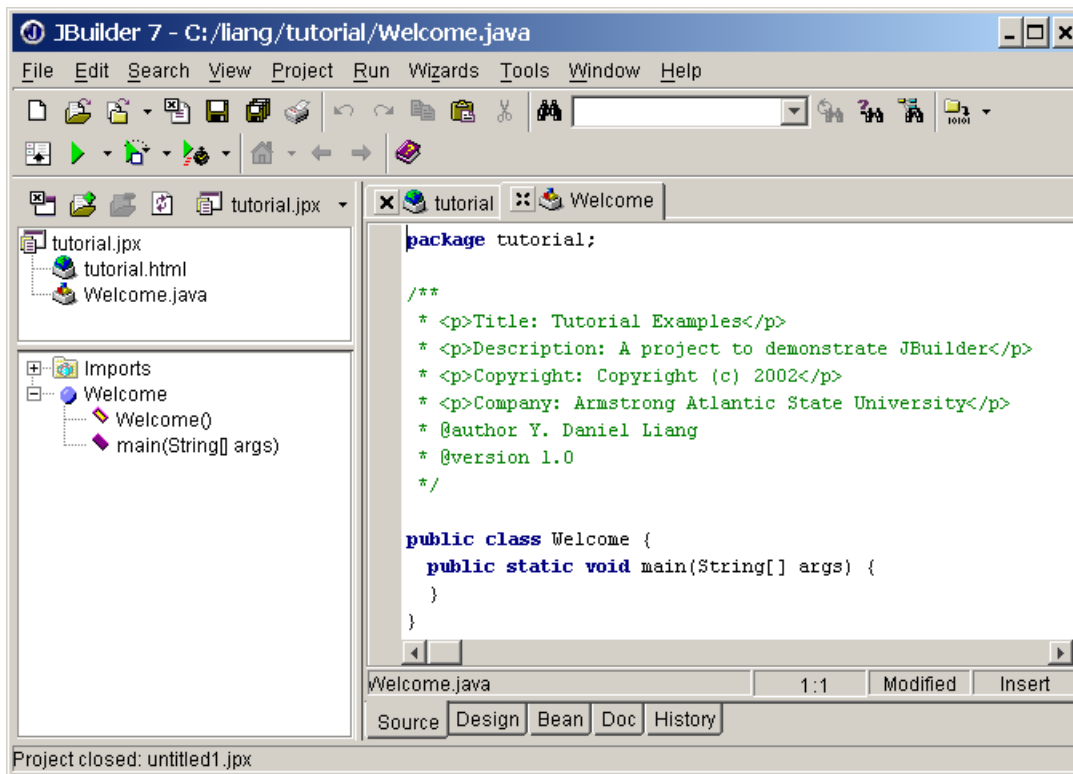 JBuilder 7 - C:/liang/tutorial/Welcome.java
File Edit Search View Project Run Wizards Tools Window Help
tutorial.jpx
tutorial Welcome
tutorial.jpx
tutorial.html
Welcome.java
Imports
Welcome
Welcome()
main(String[] args)
package tutorial;
/**
* <p>Title: Tutorial Examples</p>
* <p>Description: A project to demonstrate JBuilder</p>
* <p>Copyright: Copyright (c) 2002</p>
* <p>Company: Armstrong Atlantic State University</p>
* @author Y. Daniel Liang
* @version 1.0
*/
public class Welcome {
public static void main(String[] args) {
}
}
Welcome.java 1:1 Modified Insert
Source Design Bean Doc History
Project closed: untitled1.jpx